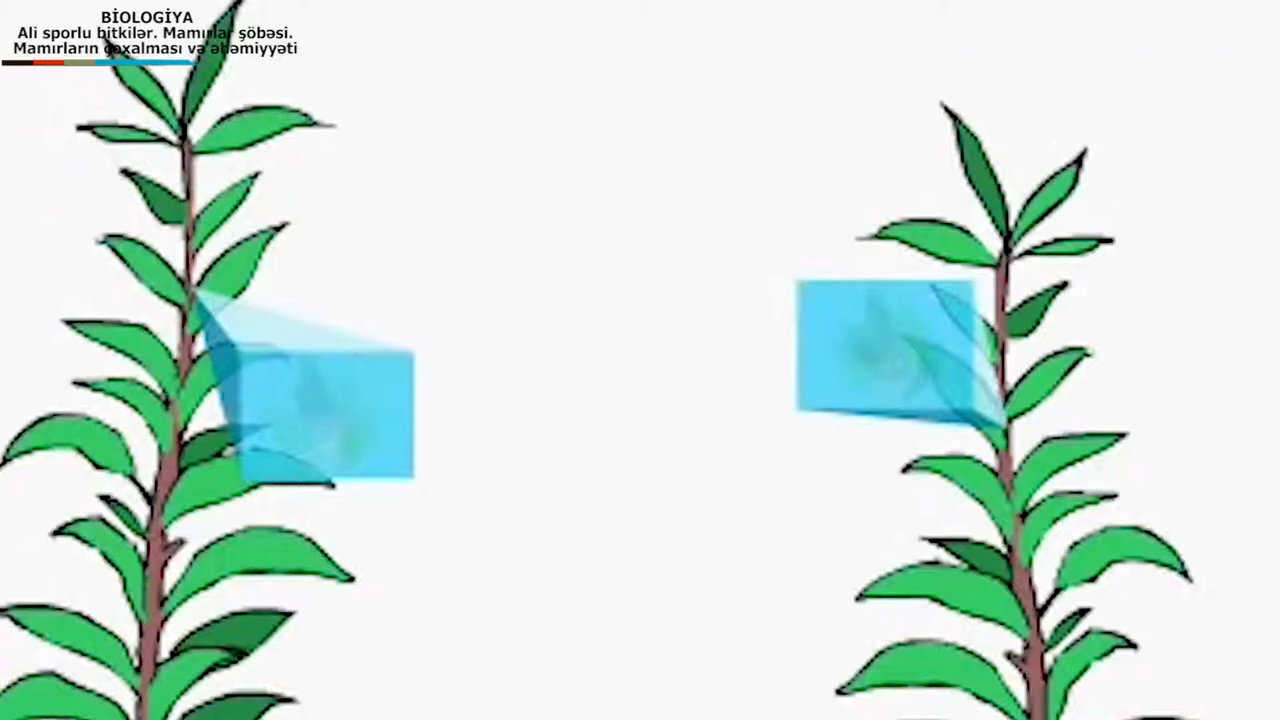 BİOLOGİYA
Ali sporlu bitkilər. Mamırlar şöbəsi.
Mamırların çoxalması və əhəmiyyəti